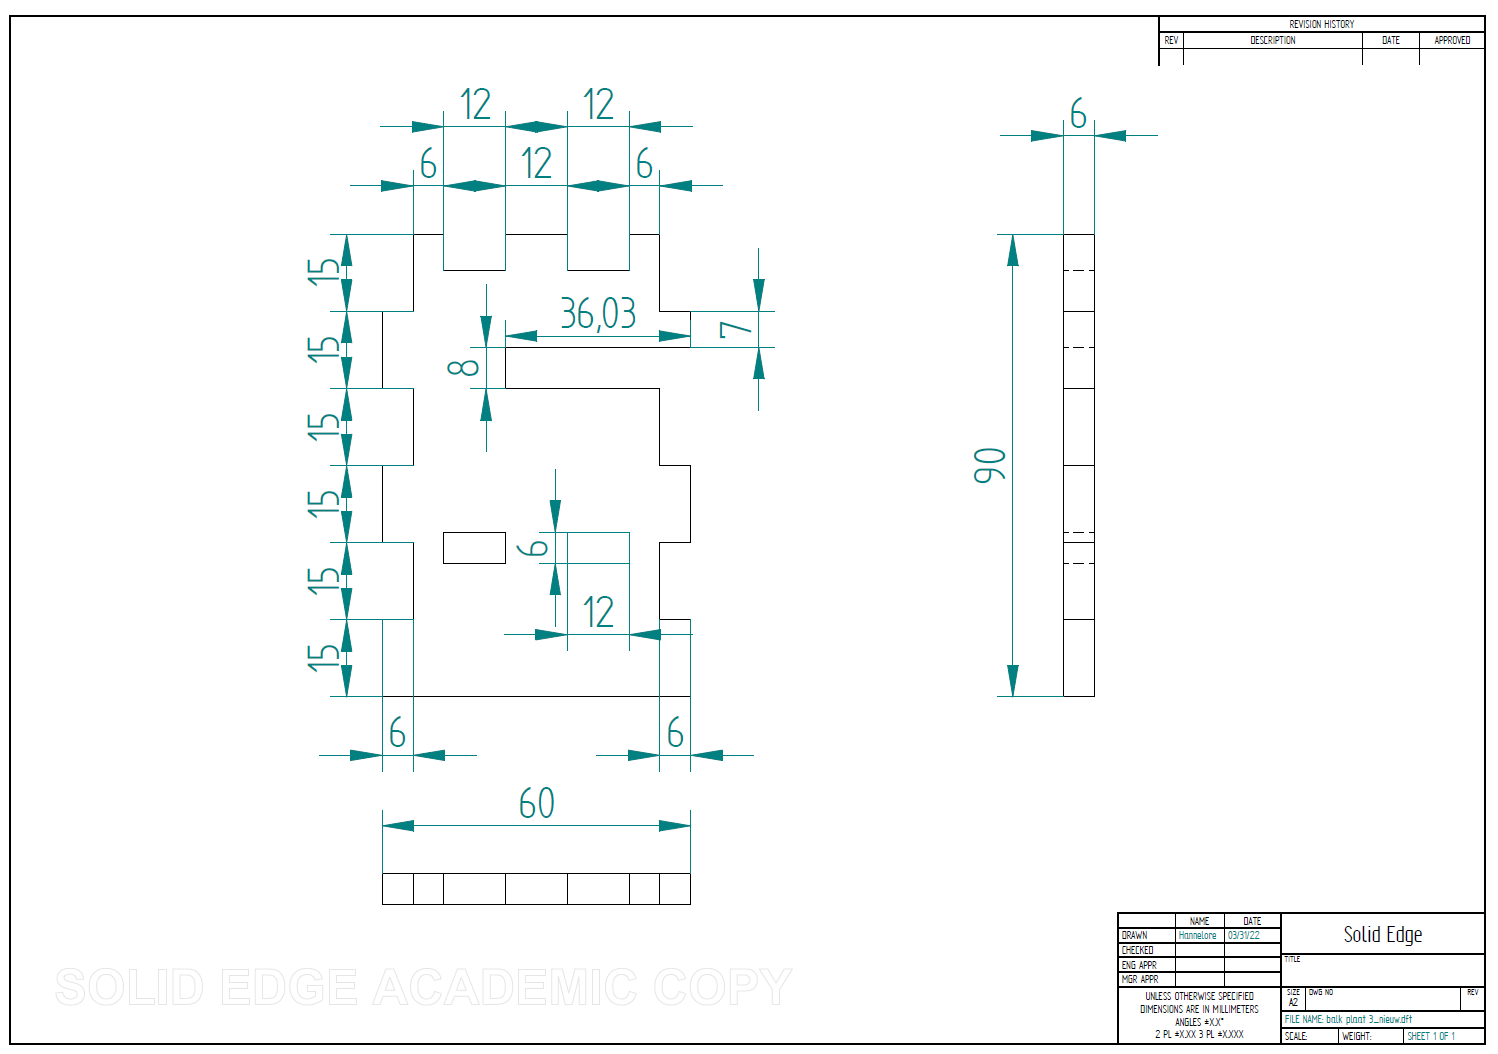 REVISION HISTORY
REV DESCRIPTION DATE APPROVED
12 12
6 12 6
6
15
36,03
7
15
8
15
90
15
6
15
12
15
6 6
60
SOLID EDGE ACADEMIC COPY
NAME DATE
DRAWN Hannelore 03/31/22
CHECKED
ENG APPR
MGR APPR
UNLESS OTHERWISE SPECIFIED
DIMENSIONS ARE IN MILLIMETERS
ANGLES ±X.X°
2 PL ±X.XX 3 PL ±X.XXX
Solid Edge
TITLE
SIZE DWG NO REV
A2
FILE NAME: balk plaat 3_nieuw.dft
SCALE: WEIGHT: SHEET 1 OF 1